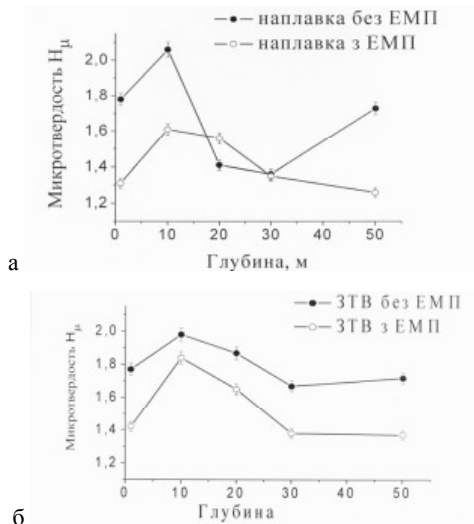 наплавка без ЕМП
наплавка з ЕМП
Микротвердость Hμ
2,0
1,6
1,4
1,2
0 10 20 30 40 50
Глубина, м
а
ЗТВ без ЕМП
ЗТВ з ЕМП
Микротвердость Hμ
2,0
1,8
1,6
1,4
1,2
0 10 20 30 40 50
Глубина
б